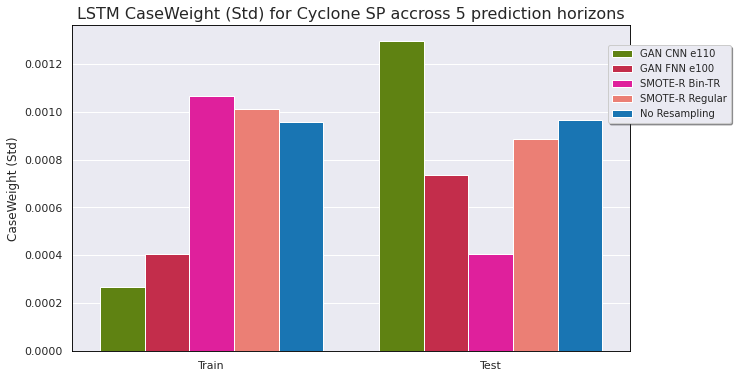 LSTM CaseWeight (Std) for Cyclone SP accross 5 prediction horizons
CaseWeight (Std)
0.0012
0.0010
0.0008
0.0006
0.0004
0.0002
0.0000
Train
Test
GAN CNN e110
GAN FNN e100
SMOTE-R Bin-TR
SMOTE-R Regular
No Resampling